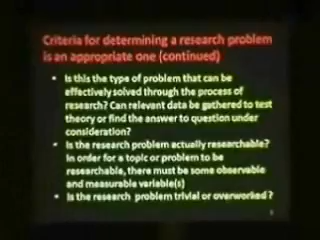 Criteria for determining a research problem
is an appropriate one (continued)
• Is this the type of problem that can be
effectively solved through the process of
research? Can relevant data be gathered to test
theory or find the answer to question under
consideration?
• Is the research problem actually researchable?
In order for a topic or problem to be
researchable, there must be some observable
and measurable variable(s)
• Is the research problem trivial or overworked?